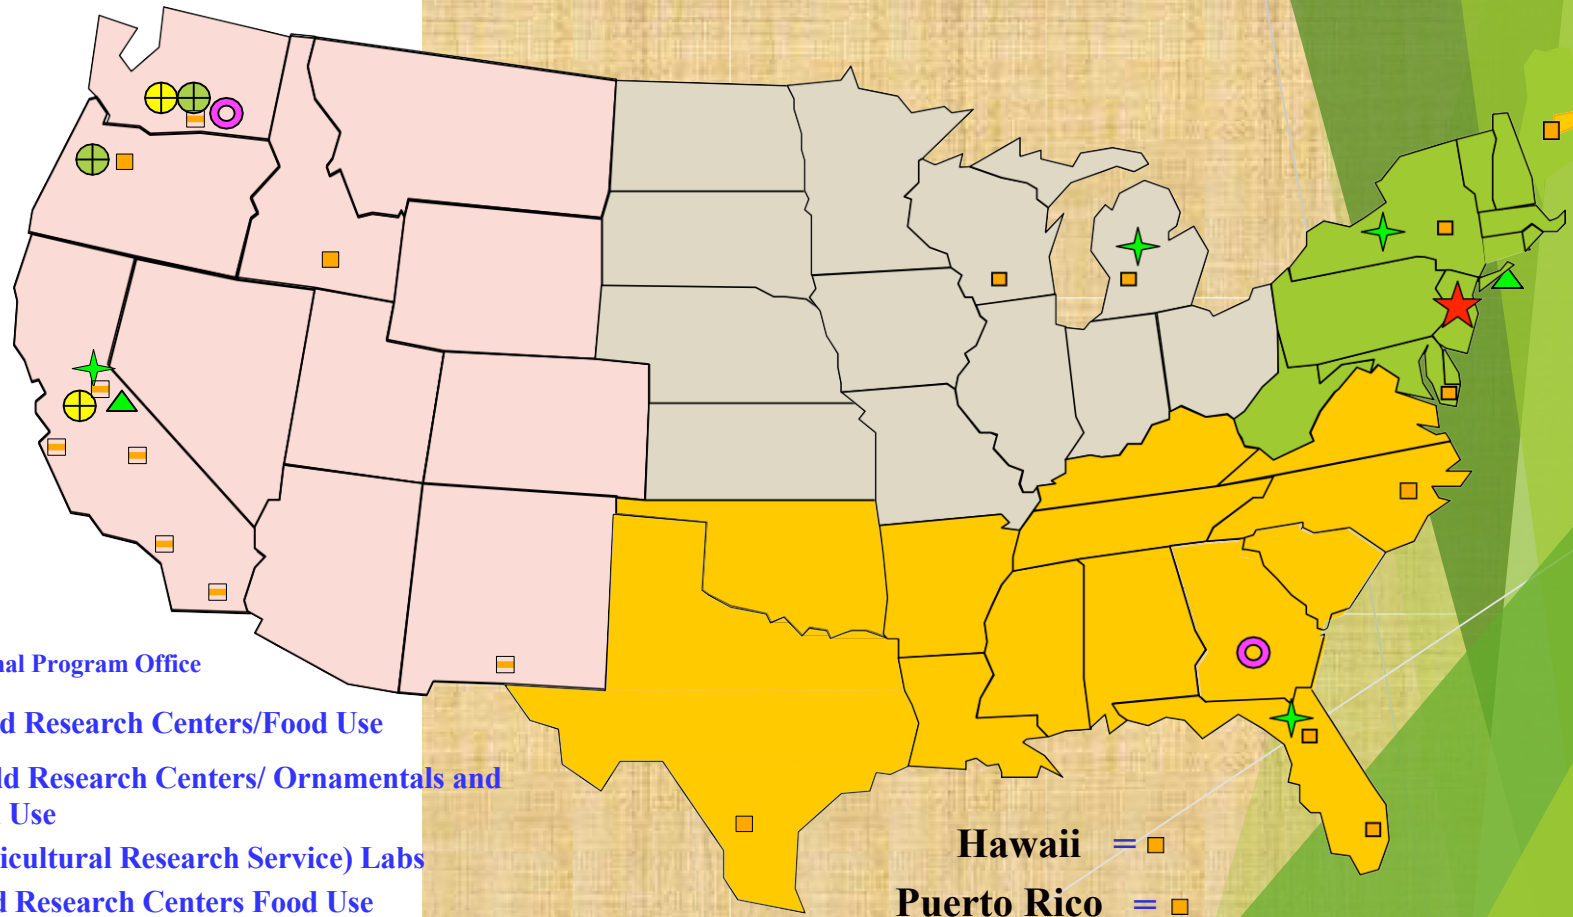 nal Program Office
d Research Centers/Food Use
ld Research Centers/ Ornamentals and
Use
icultural Research Service) Labs
d Research Centers Food Use
Hawaii =
Puerto Rico =